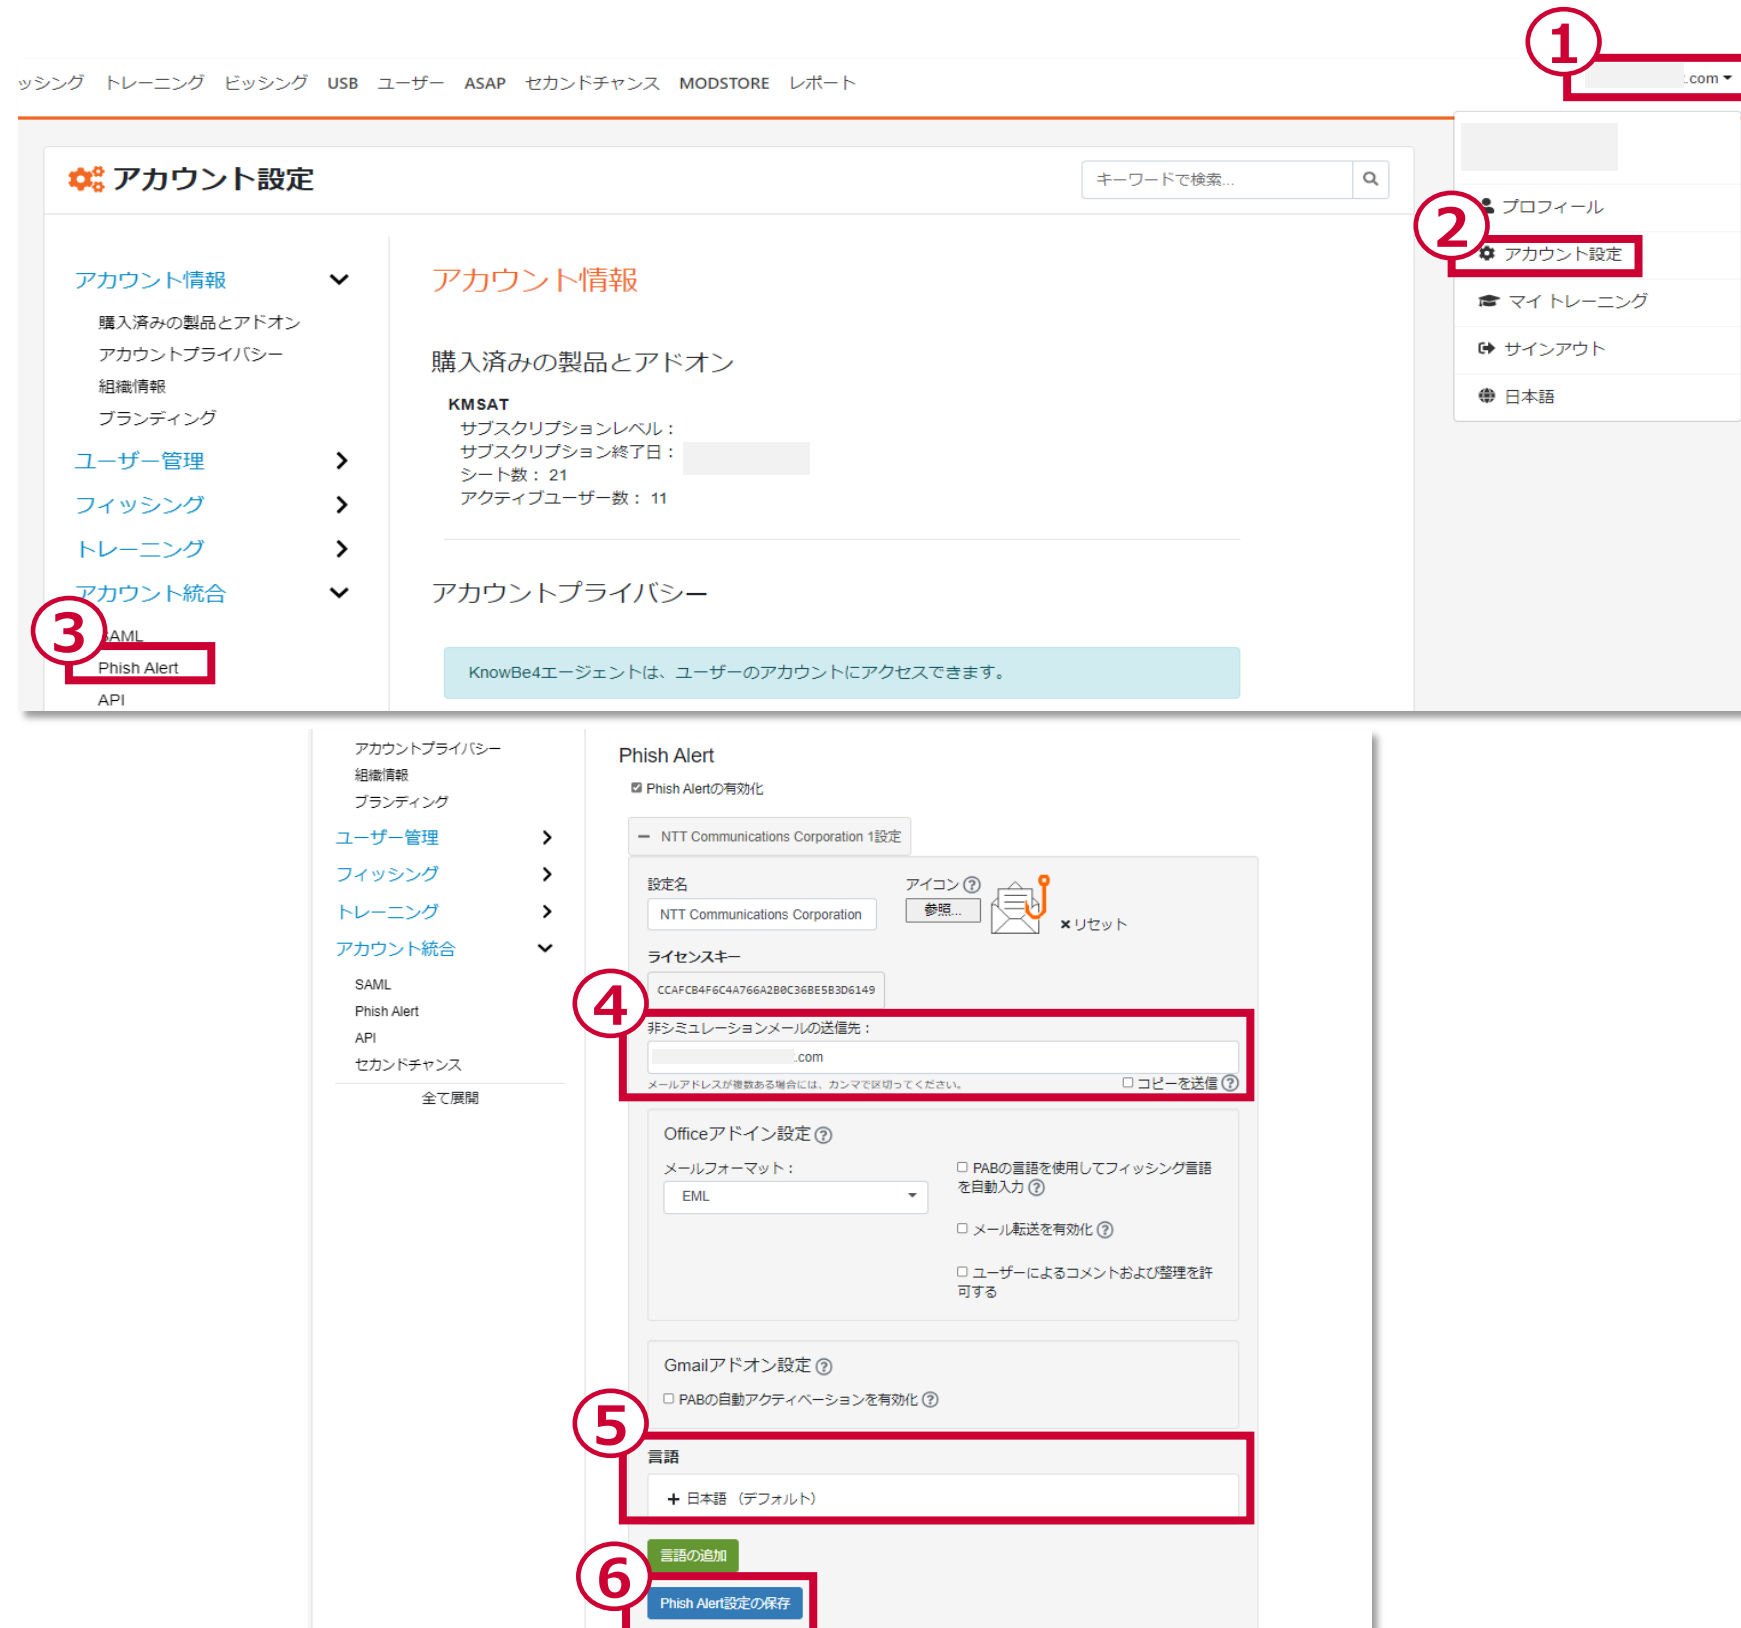 ①
ッシング トレーニング ビッシング USB ユーザー ASAP セカンドチャンス MODSTORE レポート
.com
アカウント設定
キーワードで検索...
プロフィール
②
アカウント設定
マイ トレーニング
サインアウト
日本語
アカウント情報
購入済みの製品とアドオン
アカウントプライバシー
組織情報
ブランディング
ユーザー管理
フィッシング
トレーニング
アカウント統合
③
SAML
Phish Alert
API
アカウント情報
購入済みの製品とアドオン
KMSAT
サブスクリプションレベル：
サブスクリプション終了日：
シート数： 21
アクティブユーザー数： 11
アカウントプライバシー
KnowBe4エージェントは、ユーザーのアカウントにアクセスできます。
アカウントプライバシー
組織情報
ブランディング
ユーザー管理
フィッシング
トレーニング
アカウント統合
SAML
Phish Alert
API
セカンドチャンス
全て展開
Phish Alert
Phish Alertの有効化
NTT Communications Corporation 1設定
設定名
NTT Communications Corporation
アイコン
参照...
リセット
ライセンスキー
CCAFCB4F6C4A766A2B0C36BE5B3D6149
④
非シミュレーションメールの送信先：
.com
メールアドレスが複数ある場合には、カンマで区切ってください。
コピーを送信
Officeアドイン設定
メールフォーマット：
EML
PABの言語を使用してフィッシング言語
を自動入力
メール転送を有効化
ユーザーによるコメントおよび整理を許
可する
Gmailアドオン設定
PABの自動アクティベーションを有効化
⑤
言語
日本語 （デフォルト）
言語の追加
⑥
Phish Alert設定の保存